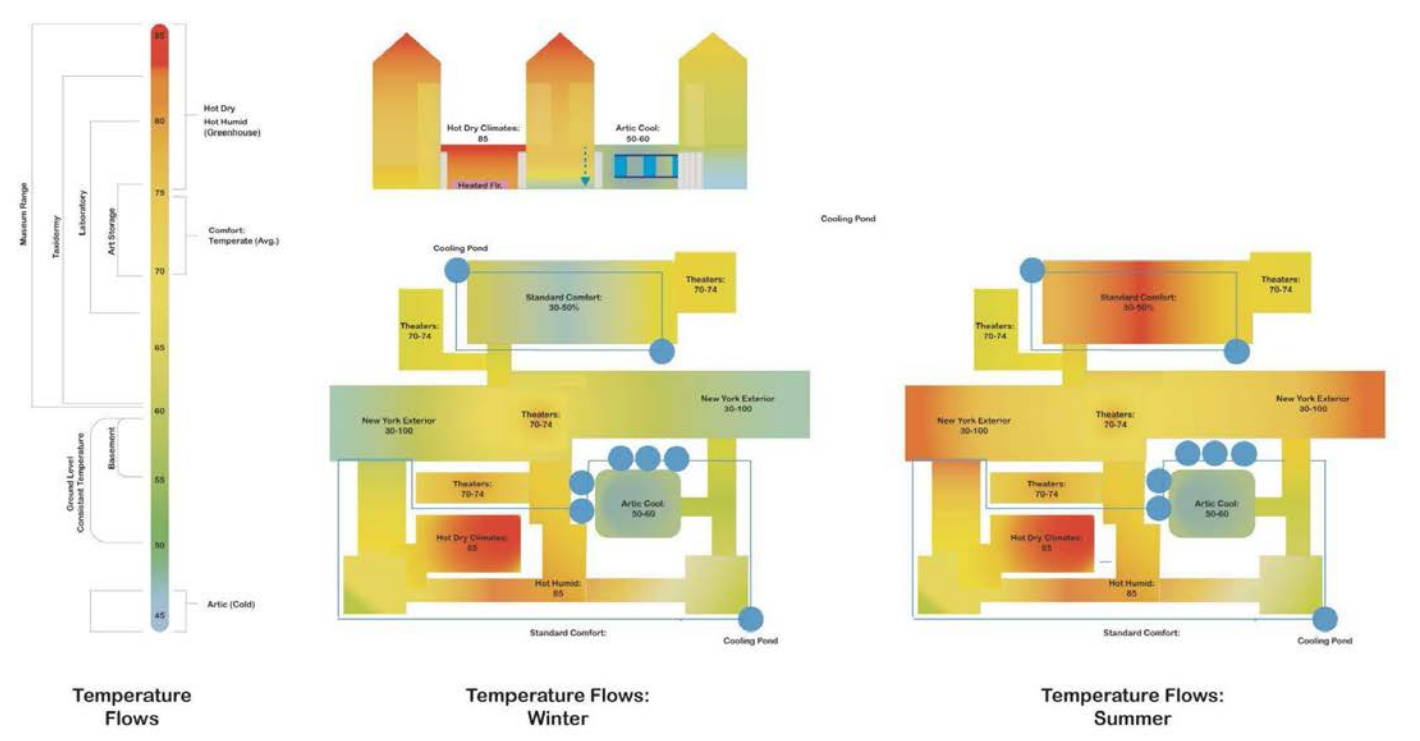 85
80
75
70
65
60
55
50
45
Museum Range
Taxidermy
Laboratory
Art Storage
Hot Dry
Hot Humid
(Greenhouse)
Comfort:
Temperate (Avg.)
Ground Level
Consistant Temperature
Basement
Artic (Cold)
Temperature
Flows
Hot Dry Climates:
85
Heated Flr.
Artic Cool:
50-60
Cooling Pond
Standard Comfort:
30-50%
Theaters:
70-74
Theaters:
70-74
New York Exterior
30-100
Theaters:
70-74
New York Exterior
30-100
Theaters:
70-74
Artic Cool:
50-60
Hot Dry Climates:
85
Hot Humid:
85
Standard Comfort:
Cooling Pond
Temperature Flows:
Winter
Cooling Pond
Standard Comfort:
30-50%
Theaters:
70-74
Theaters:
70-74
New York Exterior
30-100
Theaters:
70-74
New York Exterior
30-100
Theaters:
70-74
Artic Cool:
50-60
Hot Dry Climates:
85
Hot Humid:
85
Standard Comfort:
Cooling Pond
Temperature Flows:
Summer